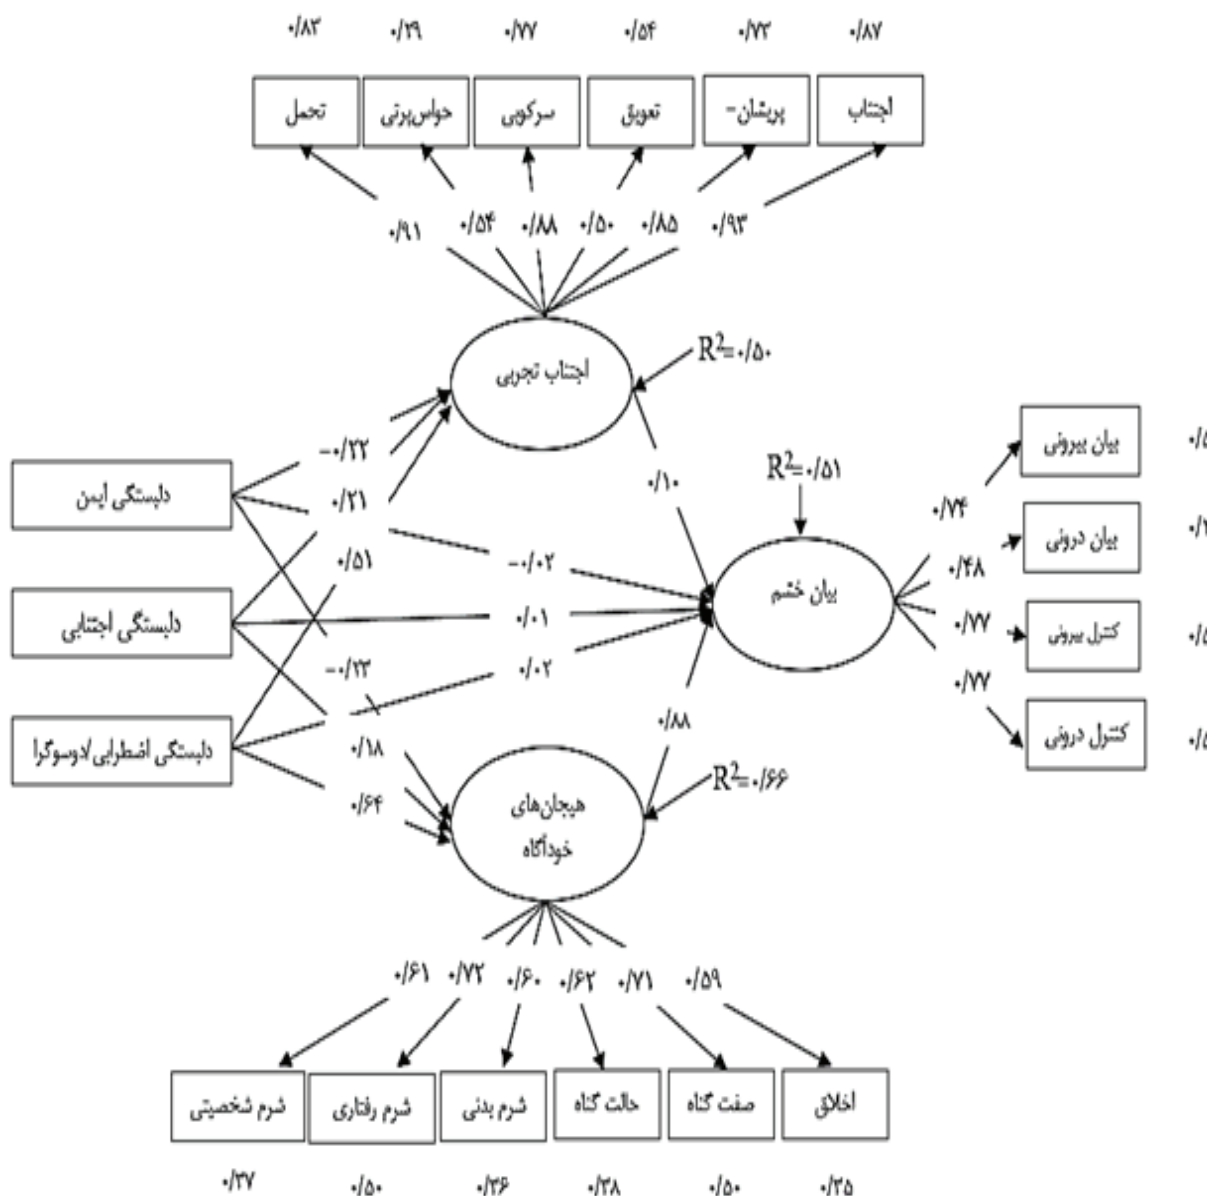 ۰/۸۳ ۰/۲۹ ۰/۷۷ ۰/۵۴ ۰/۷۳ ۰/۸۷
تحمل حواس‌پرتی سرکوبی تعویق پریشان- اجتناب
۰/۹۱ ۰/۵۴ ۰/۸۸ ۰/۵۰ ۰/۸۵ ۰/۹۳
R²=۰/۵۰
اجتناب تجربی
بیان بیرونی
-۰/۲۲
دلبستگی ایمن
R²=۰/۵۱
۰/۱۰
۰/۲۱
۰/۷۴
بیان درونی
۰/۵۱
-۰/۰۲
۰/۴۸
بیان خشم
دلبستگی اجتنابی
۰/۰۱
۰/۷۷
کنترل بیرونی
-۰/۲۳
۰/۰۲
۰/۷۷
۰/۸۸
کنترل درونی
دلبستگی اضطرابی/دوسوگرا
۰/۱۸
R²=۰/۶۶
۰/۶۴
هیجان‌های
خودآگاه
۰/۶۱ ۰/۷۲ ۰/۶۰ ۰/۶۲ ۰/۷۱ ۰/۵۹
شرم شخصیتی شرم رفتاری شرم بدنی حالت گناه صفت گناه اخلاق
۰/۳۷ ۰/۵۰ ۰/۳۶ ۰/۳۸ ۰/۵۰ ۰/۳۵